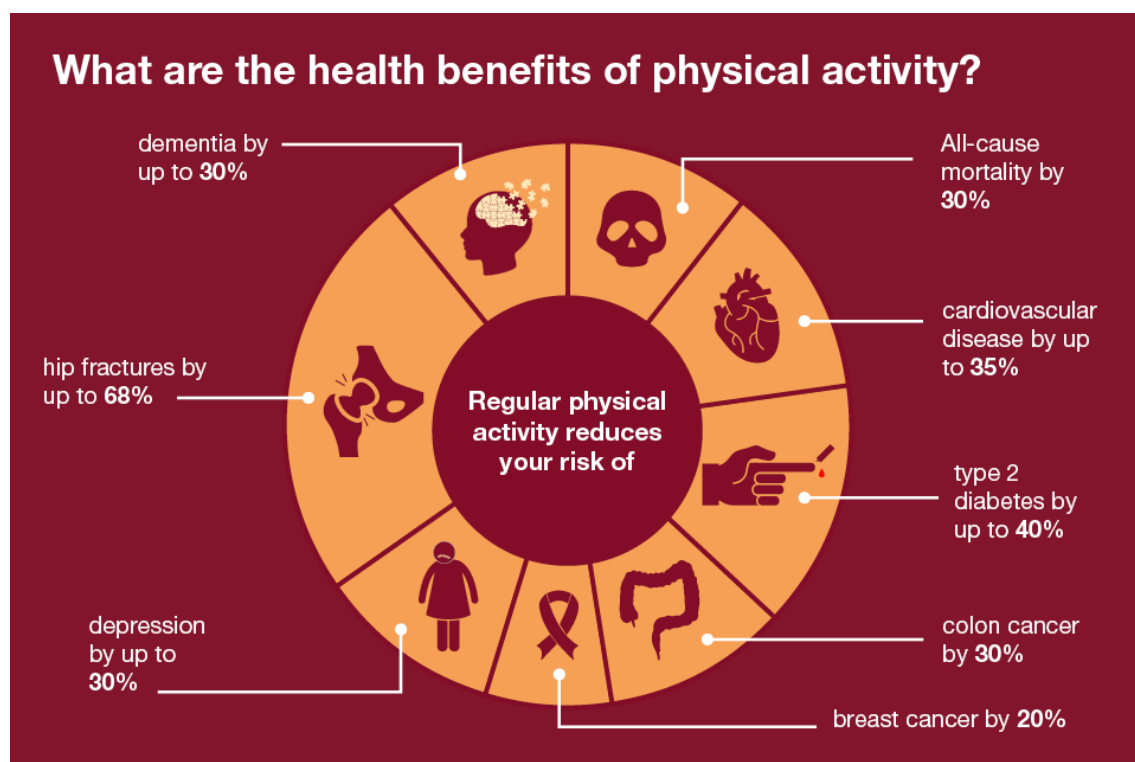 What are the health benefits of physical activity?
dementia by
up to 30%
All-cause
mortality by
30%
cardiovascular
disease by up
to 35%
hip fractures by
up to 68%
Regular physical
activity reduces
your risk of
type 2
diabetes by
up to 40%
depression
by up to
30%
colon cancer
by 30%
breast cancer by 20%